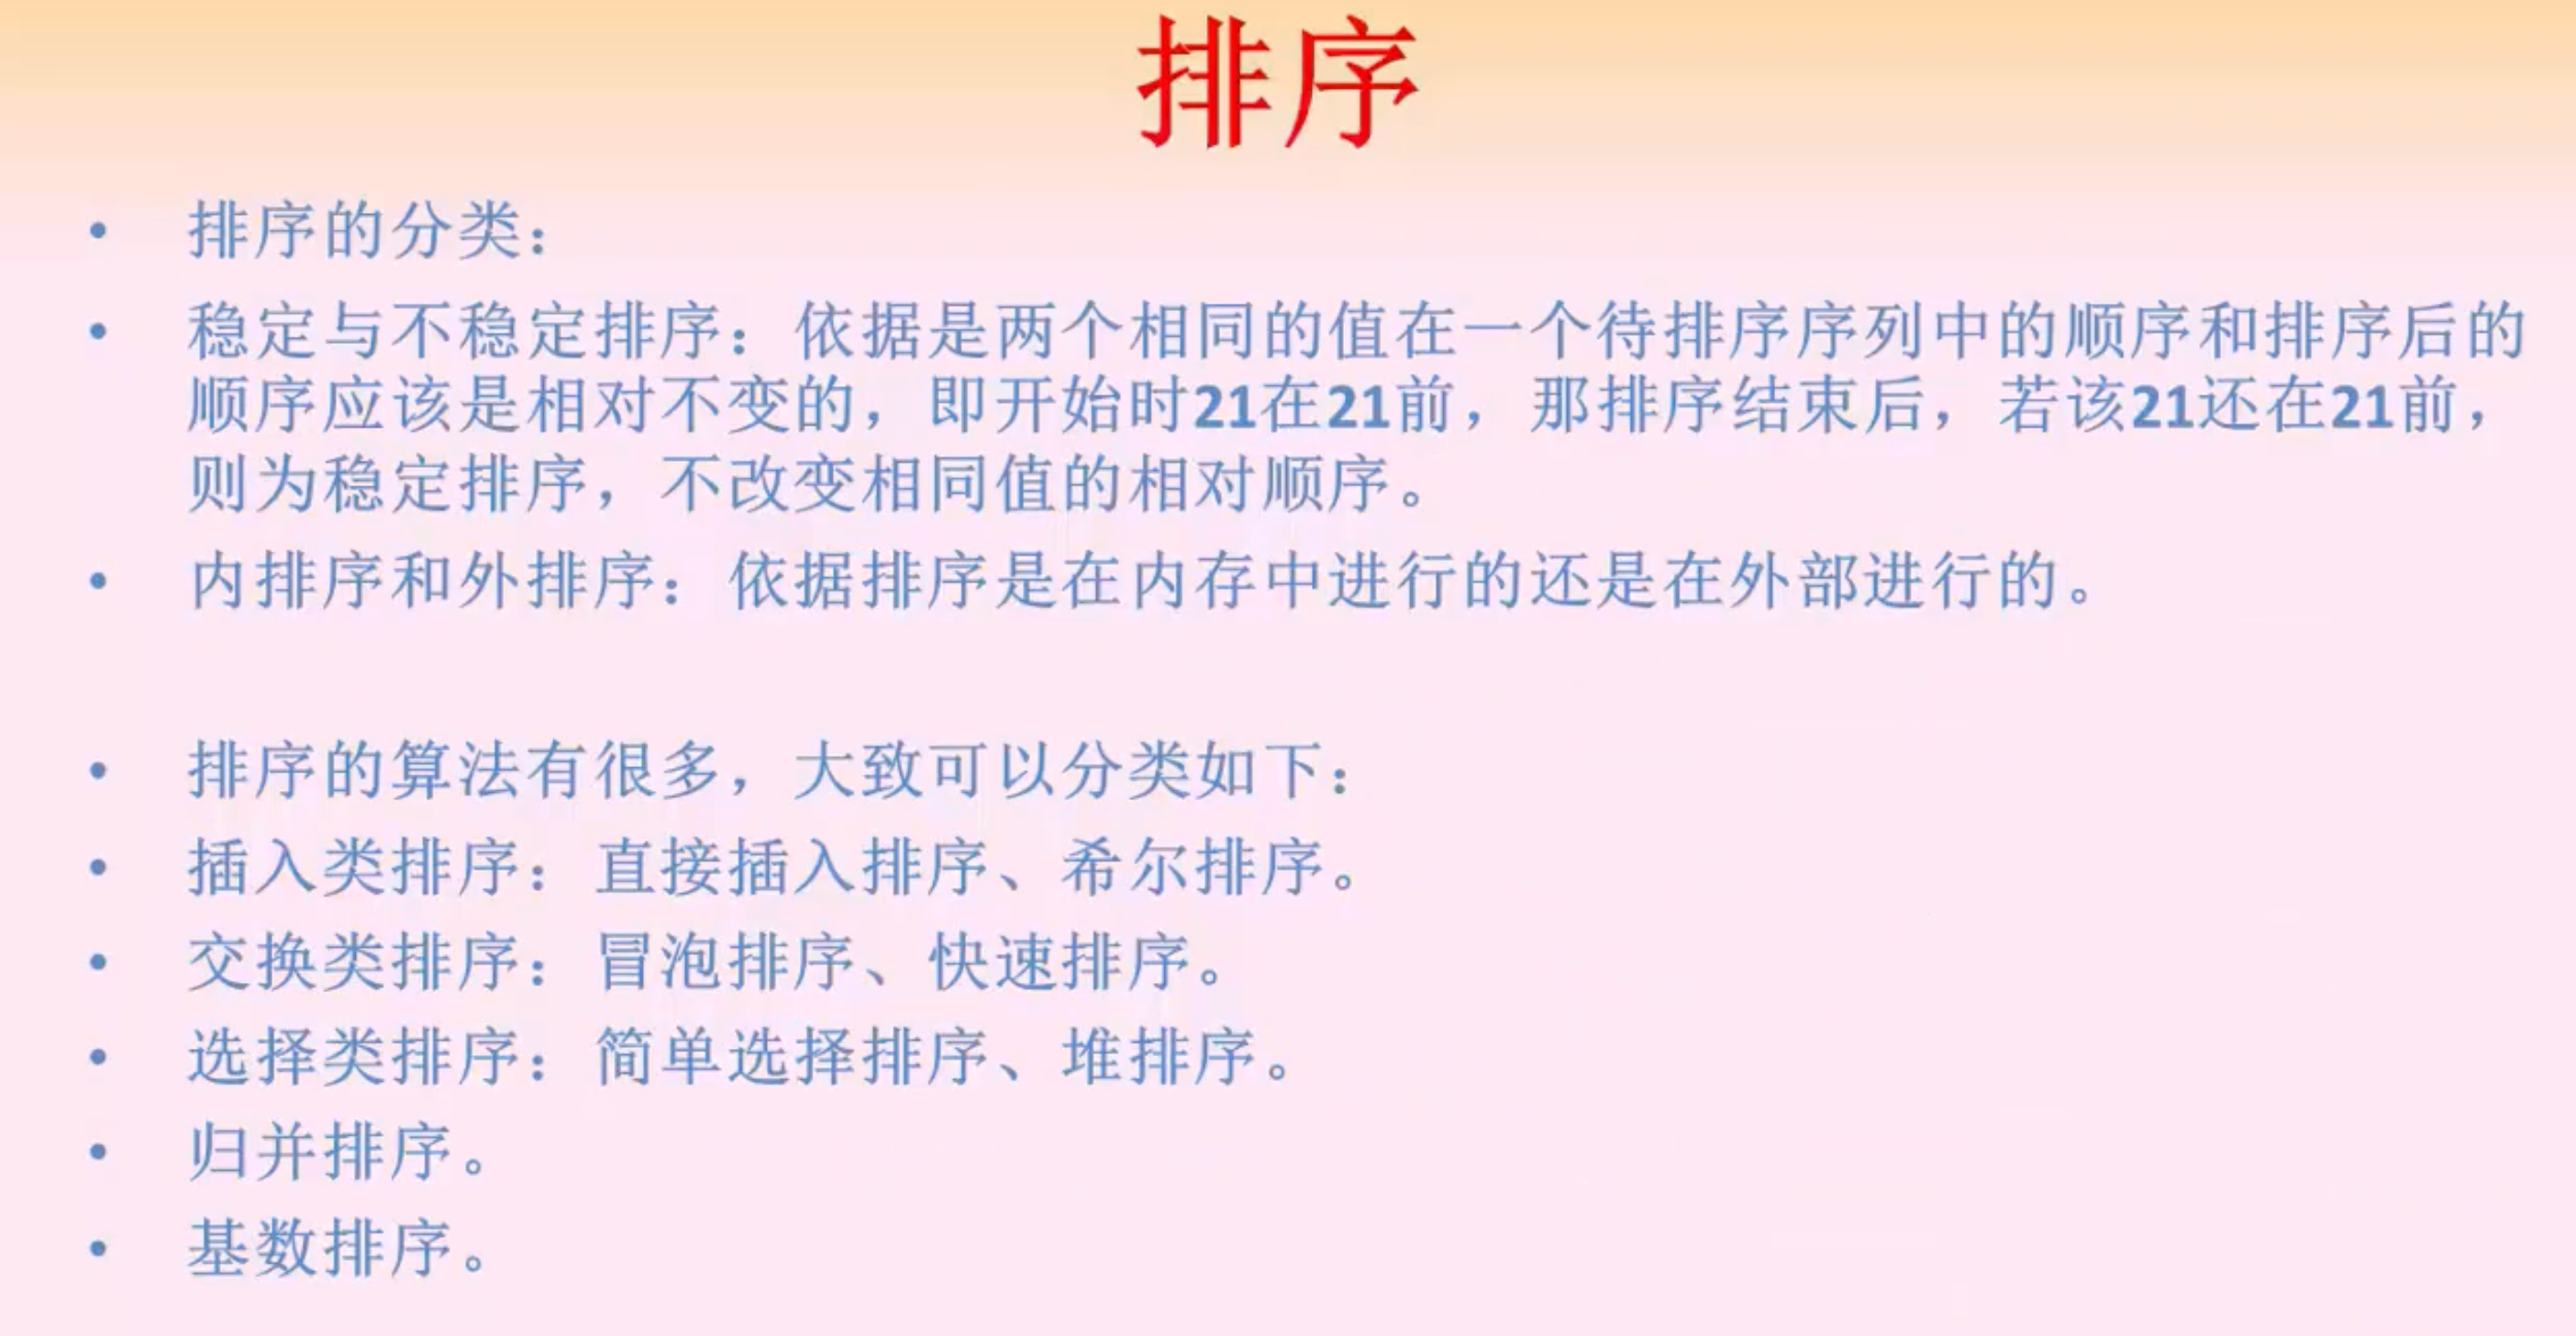 排序
• 排序的分类：
• 稳定与不稳定排序：依据是两个相同的值在一个待排序序列中的顺序和排序后的
顺序应该是相对不变的，即开始时21在21前，那排序结束后，若该21还在21前，
则为稳定排序，不改变相同值的相对顺序。
• 内排序和外排序：依据排序是在内存中进行的还是在外部进行的。
• 排序的算法有很多，大致可以分类如下：
• 插入类排序：直接插入排序、希尔排序。
• 交换类排序：冒泡排序、快速排序。
• 选择类排序：简单选择排序、堆排序。
• 归并排序。
• 基数排序。